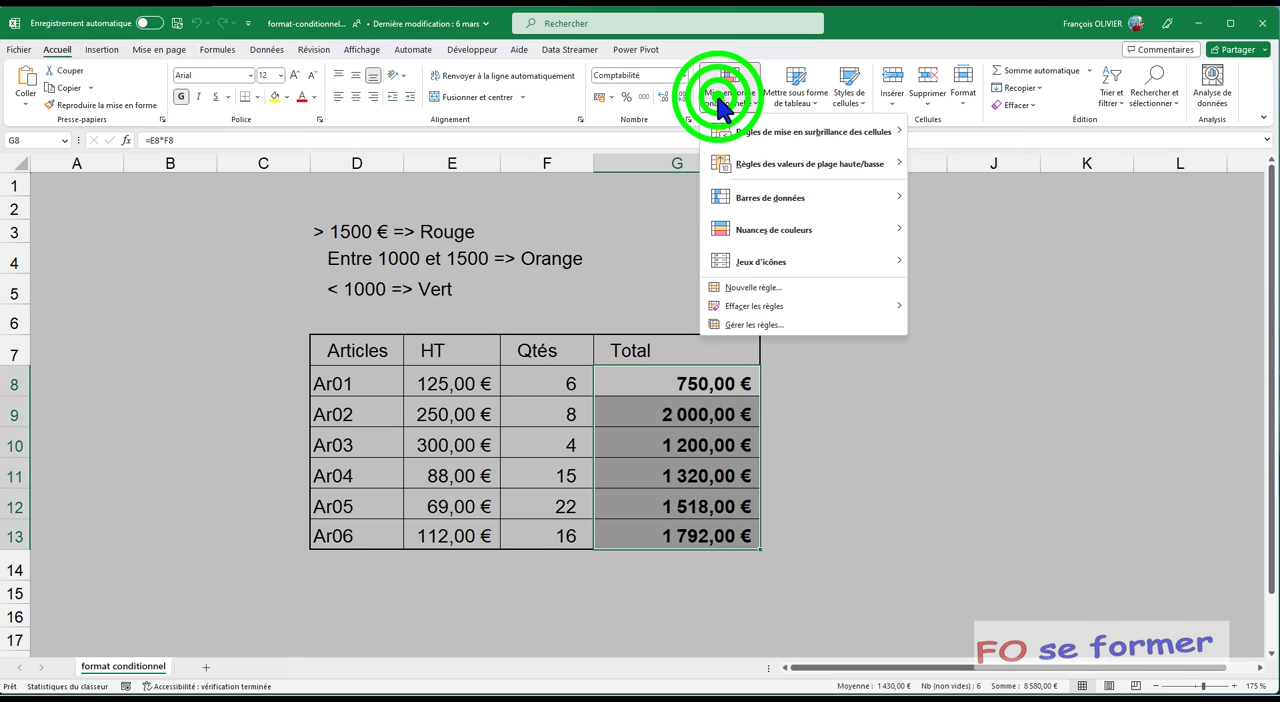 Enregistrement automatique
format-conditionnel...
Dernière modification : 6 mars
Rechercher
François OLIVIER
Fichier
Accueil
Insertion
Mise en page
Formules
Données
Révision
Affichage
Automate
Développeur
Aide
Data Streamer
Power Pivot
Commentaires
Partager
Coller
Couper
Copier
Reproduire la mise en forme
Presse-papiers
Arial
12
G I S
Police
Renvoyer à la ligne automatiquement
Fusionner et centrer
Alignement
Comptabilité
% 000
Nombre
Mettre sous forme
de tableau
Styles de
cellules
Insérer
Supprimer
Format
Cellules
Somme automatique
Remplissage
Effacer
Trier et
filtrer
Rechercher et
sélectionner
Édition
Analyse de
données
Analysis
G8
fx
=E8*F8
Règles de mise en surbrillance des cellules
Règles des valeurs de plage haute/basse
Barres de données
Nuances de couleurs
Jeux d'icônes
Nouvelle règle...
Effacer les règles
Gérer les règles...
A B C D E F G J K L
1
2
3
4
5
6
7
8
9
10
11
12
13
14
15
16
17
> 1500 € => Rouge
Entre 1000 et 1500 => Orange
< 1000 => Vert
Articles HT Qtés Total
Ar01 125,00 € 6 750,00 €
Ar02 250,00 € 8 2 000,00 €
Ar03 300,00 € 4 1 200,00 €
Ar04 88,00 € 15 1 320,00 €
Ar05 69,00 € 22 1 518,00 €
Ar06 112,00 € 16 1 792,00 €
FO se former
format conditionnel
Prêt
Statistiques du classeur
Accessibilité : vérification terminée
Moyenne : 1 430,00 €
Nb (non vides) : 6
Somme : 8 580,00 €
175 %